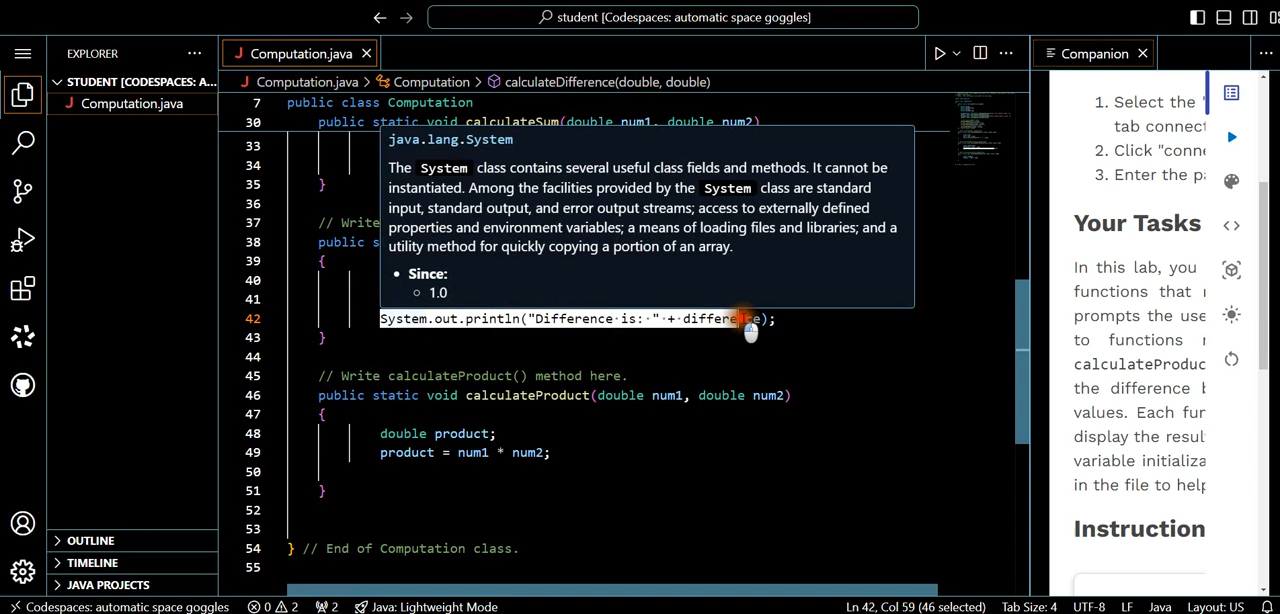 student [Codespaces: automatic space goggles]
EXPLORER
STUDENT [CODESPACES: A...
Computation.java
OUTLINE
TIMELINE
JAVA PROJECTS
Computation.java
Computation.java > Computation > calculateDifference(double, double)
7 public class Computation
30 public static void calculateSum(double num1, double num2)
33
34
35 }
36
37 // Write
38 public s
39 {
40
41
42 System.out.println("Difference is: " + difference);
43 }
44
45 // Write calculateProduct() method here.
46 public static void calculateProduct(double num1, double num2)
47 {
48 double product;
49 product = num1 * num2;
50
51 }
52
53
54 } // End of Computation class.
55
java.lang.System
The System class contains several useful class fields and methods. It cannot be
instantiated. Among the facilities provided by the System class are standard
input, standard output, and error output streams; access to externally defined
properties and environment variables; a means of loading files and libraries; and a
utility method for quickly copying a portion of an array.
• Since:
○ 1.0
Companion
1. Select the "
tab connect
2. Click "conne
3. Enter the pa
Your Tasks
In this lab, you
functions that r
prompts the use
to functions r
calculateProduc
the difference b
values. Each fun
display the resul
variable initializa
in the file to help
Instruction
Codespaces: automatic space goggles
0
2
2
Java: Lightweight Mode
Ln 42, Col 59 (46 selected)
Tab Size: 4
UTF-8
LF
Java
Layout: US